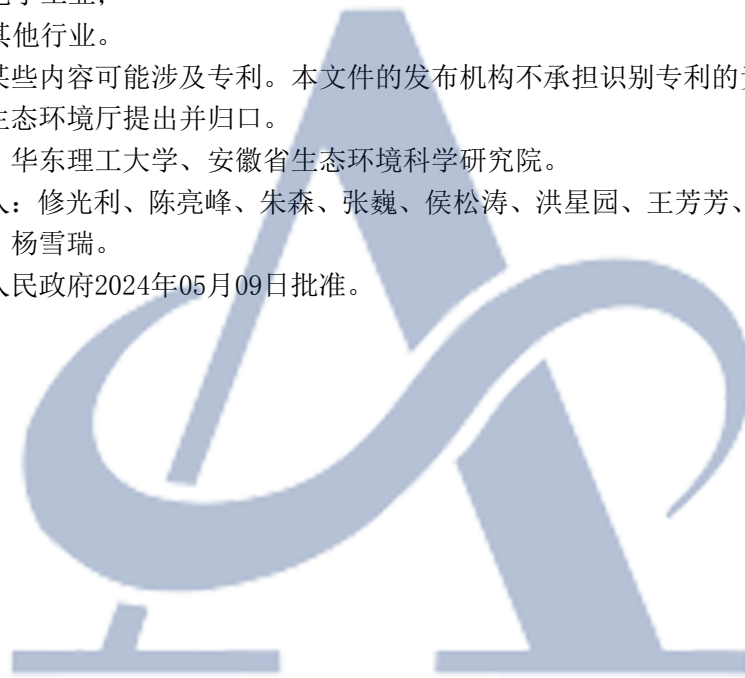 其他行业。
某些内容可能涉及专利。本文件的发布机构不承担识别专利的
生态环境厅提出并归口。
华东理工大学、安徽省生态环境科学研究院。
人：修光利、陈亮峰、朱森、张巍、侯松涛、洪星园、王芳芳、
杨雪瑞。
人民政府2024年05月09日批准。